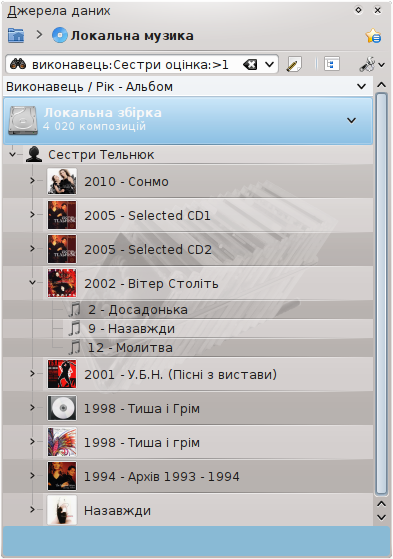 Джерела даних
Локальна музика
виконавець:Сестри оцінка:>1
Виконавець / Рік - Альбом
Локальна збірка
4 020 композицій
Сестри Тельнюк
2010 - Сонмо
2005 - Selected CD1
2005 - Selected CD2
2002 - Вітер Століть
2 - Досадонька
9 - Назавжди
12 - Молитва
2001 - У.Б.Н. (Пісні з вистави)
1998 - Тиша і Грім
1998 - Тиша і грім
1994 - Архів 1993 - 1994
Назавжди